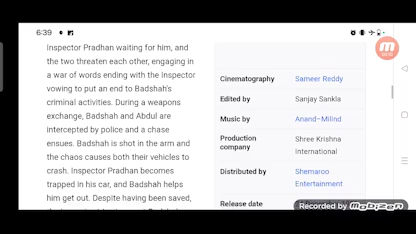 6:39
Inspector Pradhan waiting for him, and
the two threaten each other, engaging in
a war of words ending with the Inspector
vowing to put an end to Badshah's
criminal activities. During a weapons
exchange, Badshah and Abdul are
intercepted by police and a chase
ensues. Badshah is shot in the arm and
the chaos causes both their vehicles to
crash. Inspector Pradhan becomes
trapped in his car, and Badshah helps
him get out. Despite having been saved,
Cinematography Sameer Reddy
Edited by Sanjay Sankla
Music by Anand–Milind
Production Shree Krishna
company International
Distributed by Shemaroo
Entertainment
Release date
Recorded by Mobizen